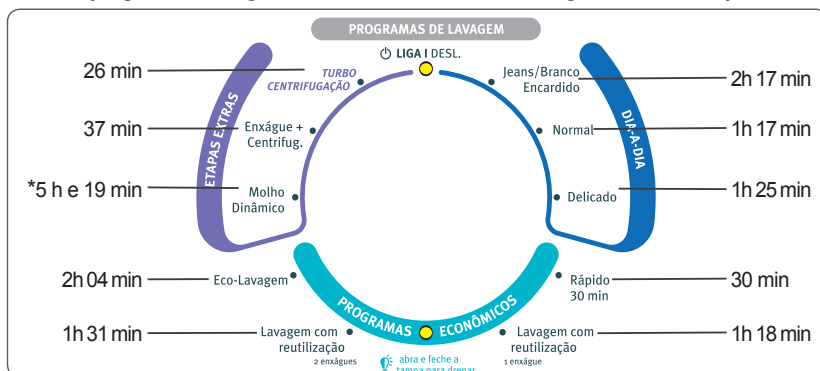 PROGRAMAS DE LAVAGEM
LIGA I DESL.
26 min
TURBO
CENTRIFUGAÇÃO
Jeans/Branco
Encardido
2h 17 min
37 min
Enxágue +
Centrifug.
Normal
1h 17 min
ETAPAS EXTRAS
DIA-A-DIA
*5 h e 19 min
Molho
Dinâmico
Delicado
1h 25 min
2h 04 min
Eco-Lavagem
Rápido
30 min
30 min
PROGRAMAS ECONÔMICOS
1h 31 min
Lavagem com
reutilização
2 enxágues
Lavagem com
reutilização
1 enxágue
1h 18 min
abra e feche a
tampa para drenar